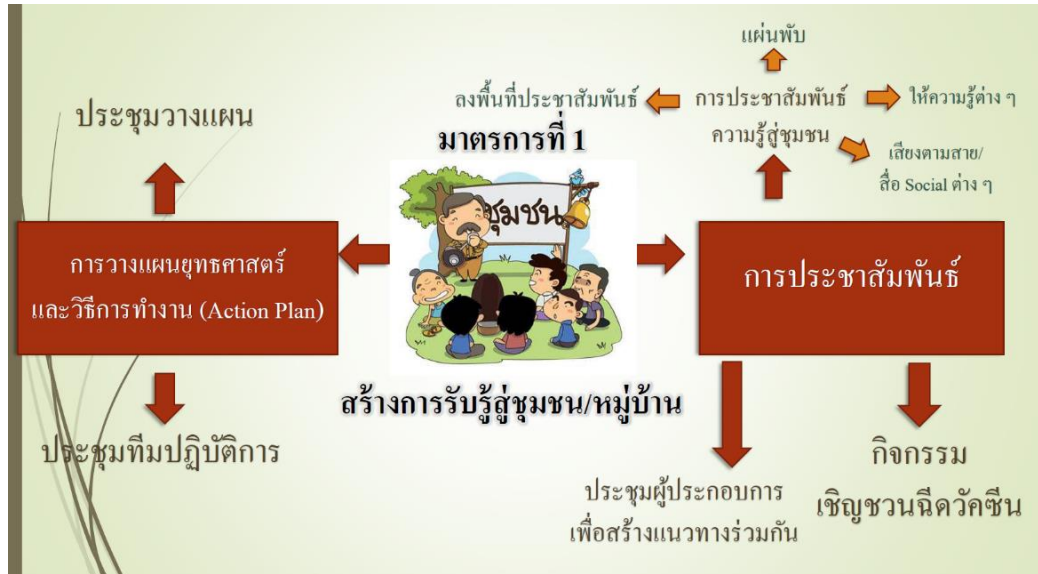 แผ่นพับ
ลงพื้นที่ประชาสัมพันธ์
การประชาสัมพันธ์
ความรู้สู่ชุมชน
ให้ความรู้ต่าง ๆ
เสียงตามสาย/
สื่อ Social ต่าง ๆ
ประชุมวางแผน
มาตรการที่ 1
ชุมชน
การวางแผนยุทธศาสตร์
และวิธีการทำงาน (Action Plan)
การประชาสัมพันธ์
สร้างการรับรู้สู่ชุมชน/หมู่บ้าน
ประชุมทีมปฏิบัติการ
ประชุมผู้ประกอบการ
เพื่อสร้างแนวทางร่วมกัน
กิจกรรม
เชิญชวนฉีดวัคซีน